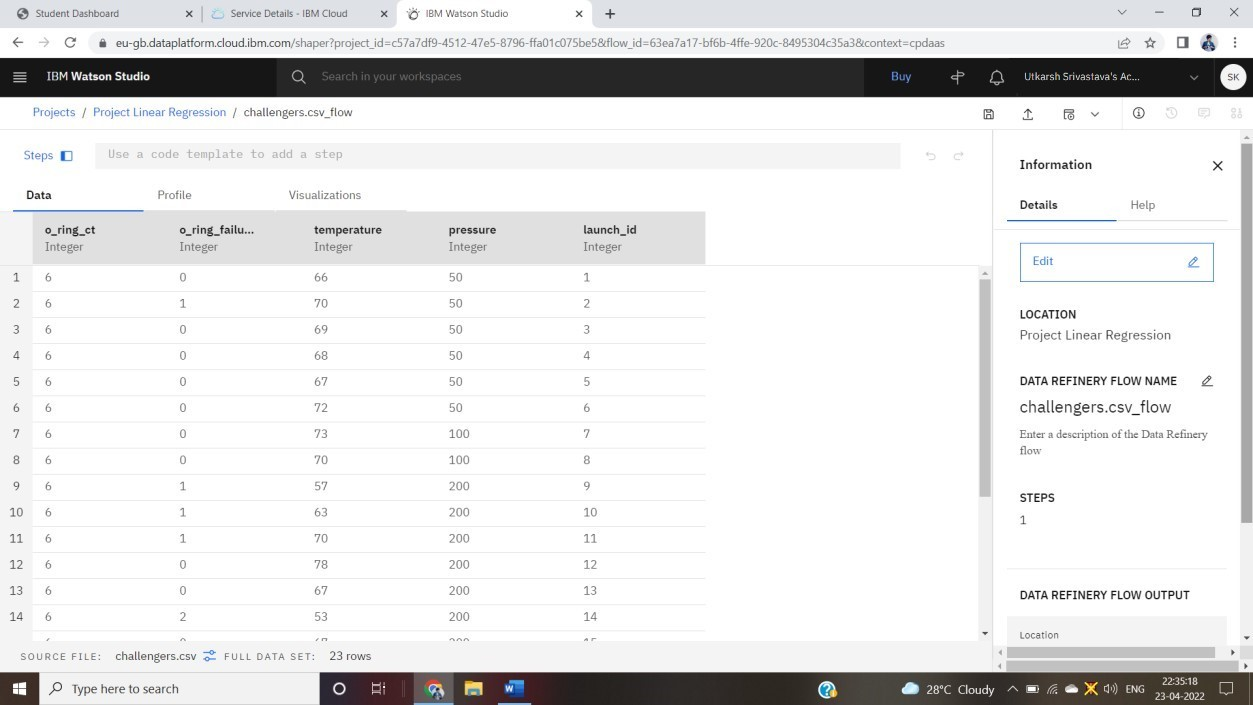 Student Dashboard
Service Details - IBM Cloud
IBM Watson Studio
eu-gb.dataplatform.cloud.ibm.com/shaper?project_id=c57a7df9-4512-47e5-8796-ffa01c075be5&flow_id=63ea7a17-bf6b-4ffe-920c-8495304c35a3&context=cpdaas
IBM Watson Studio
Search in your workspaces
Buy
Utkarsh Srivastava's Ac...
SK
Projects / Project Linear Regression / challengers.csv_flow
Steps
Use a code template to add a step
Data Profile Visualizations
o_ring_ct o_ring_failu... temperature pressure launch_id
Integer Integer Integer Integer Integer
1 6 0 66 50 1
2 6 1 70 50 2
3 6 0 69 50 3
4 6 0 68 50 4
5 6 0 67 50 5
6 6 0 72 50 6
7 6 0 73 100 7
8 6 0 70 100 8
9 6 1 57 200 9
10 6 1 63 200 10
11 6 1 70 200 11
12 6 0 78 200 12
13 6 0 67 200 13
14 6 2 53 200 14
SOURCE FILE: challengers.csv FULL DATA SET: 23 rows
Information
Details Help
Edit
LOCATION
Project Linear Regression
DATA REFINERY FLOW NAME
challengers.csv_flow
Enter a description of the Data Refinery
flow
STEPS
1
DATA REFINERY FLOW OUTPUT
Location
Type here to search
28°C Cloudy
ENG
22:35:18
23-04-2022